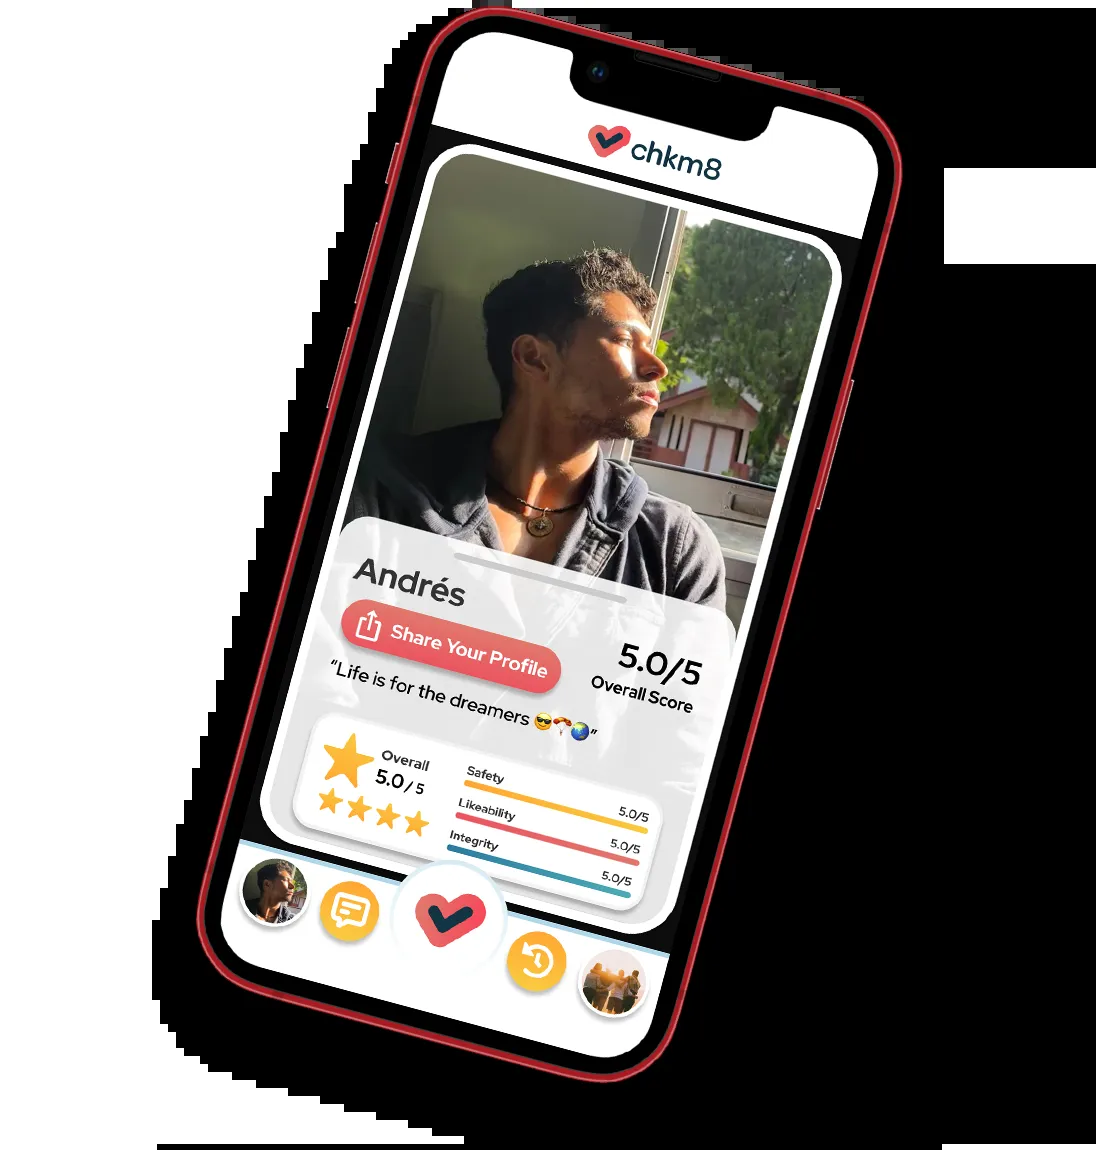 chkm8
Andrés
Share Your Profile
5.0/5
Overall Score
“Life is for the dreamers 😎🪂🌏”
Overall
5.0/5
Safety
5.0/5
Likeability
5.0/5
Integrity
5.0/5